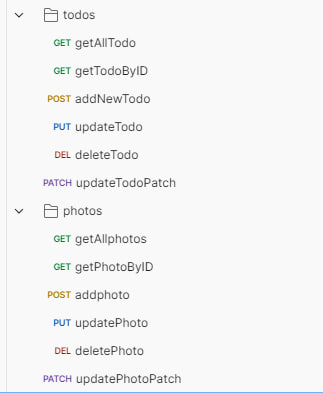 todos
GET getAllTodo
GET getTodoByID
POST addNewTodo
PUT updateTodo
DEL deleteTodo
PATCH updateTodoPatch
photos
GET getAllphotos
GET getPhotoByID
POST addphoto
PUT updatePhoto
DEL deletePhoto
PATCH updatePhotoPatch